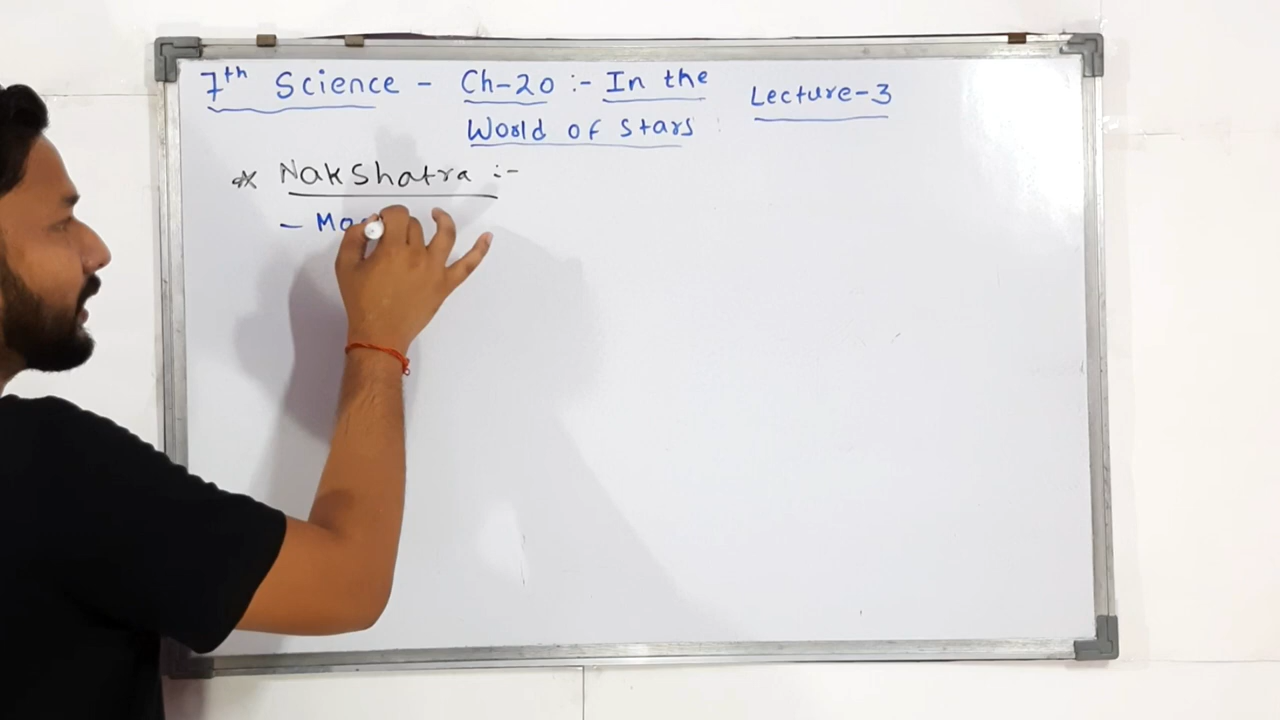 7th Science - Ch-20 :- In the
World of Stars
Lecture-3
* Nakshatra :-
-